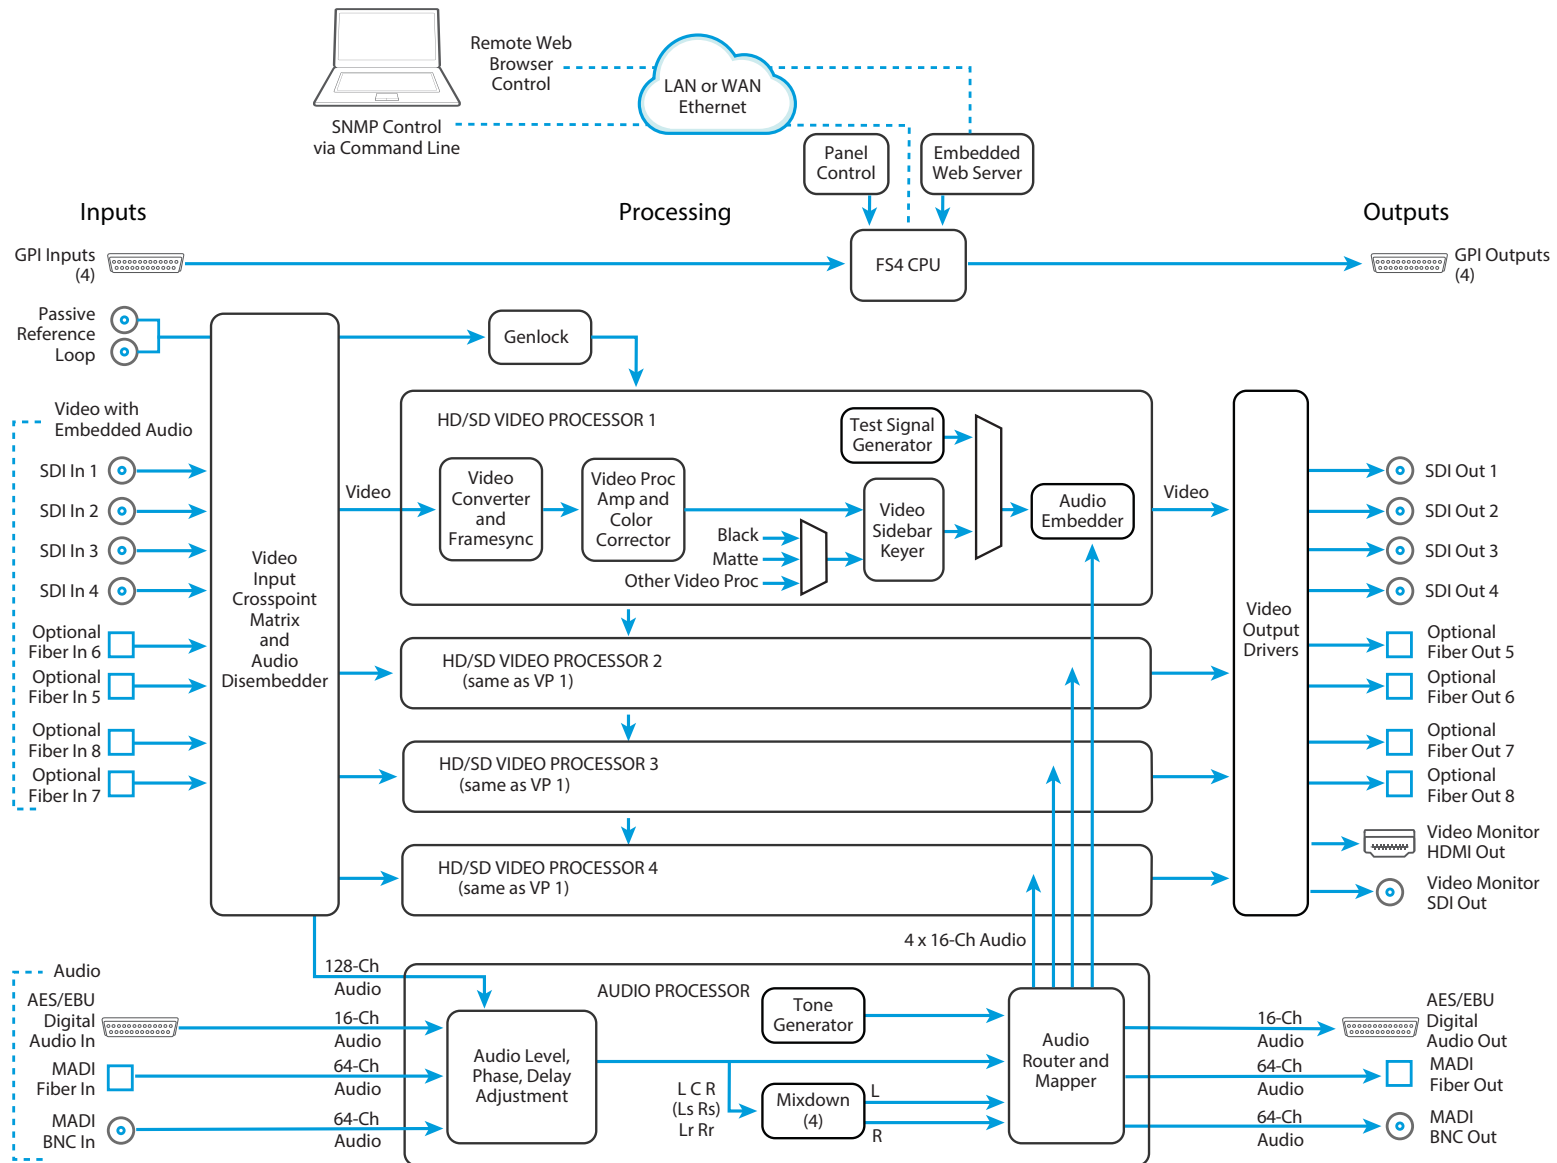 Remote Web
Browser
Control
LAN or WAN
Ethernet
SNMP Control
via Command Line
Panel
Control
Embedded
Web Server
Inputs
Processing
Outputs
GPI Inputs
(4)
FS4 CPU
GPI Outputs
(4)
Passive
Reference
Loop
Genlock
Video with
Embedded Audio
HD/SD VIDEO PROCESSOR 1
Test Signal
Generator
SDI In 1
SDI In 2
SDI In 3
SDI In 4
Video
Video
Converter
and
Framesync
Video Proc
Amp and
Color
Corrector
Black
Matte
Other Video Proc
Video
Sidebar
Keyer
Audio
Embedder
Video
SDI Out 1
SDI Out 2
SDI Out 3
SDI Out 4
Video
Input
Crosspoint
Matrix
and
Audio
Disembedder
Video
Output
Drivers
Optional
Fiber In 6
Optional
Fiber In 5
Optional
Fiber In 8
Optional
Fiber In 7
HD/SD VIDEO PROCESSOR 2
(same as VP 1)
HD/SD VIDEO PROCESSOR 3
(same as VP 1)
HD/SD VIDEO PROCESSOR 4
(same as VP 1)
Optional
Fiber Out 5
Optional
Fiber Out 6
Optional
Fiber Out 7
Optional
Fiber Out 8
Video Monitor
HDMI Out
Video Monitor
SDI Out
4 x 16-Ch Audio
Audio
128-Ch
Audio
AUDIO PROCESSOR
AES/EBU
Digital
Audio In
16-Ch
Audio
MADI
Fiber In
64-Ch
Audio
MADI
BNC In
64-Ch
Audio
Audio Level,
Phase, Delay
Adjustment
Tone
Generator
L C R
(Ls Rs)
Lr Rr
Mixdown
(4)
L
R
Audio
Router and
Mapper
16-Ch
Audio
AES/EBU
Digital
Audio Out
64-Ch
Audio
MADI
Fiber Out
64-Ch
Audio
MADI
BNC Out